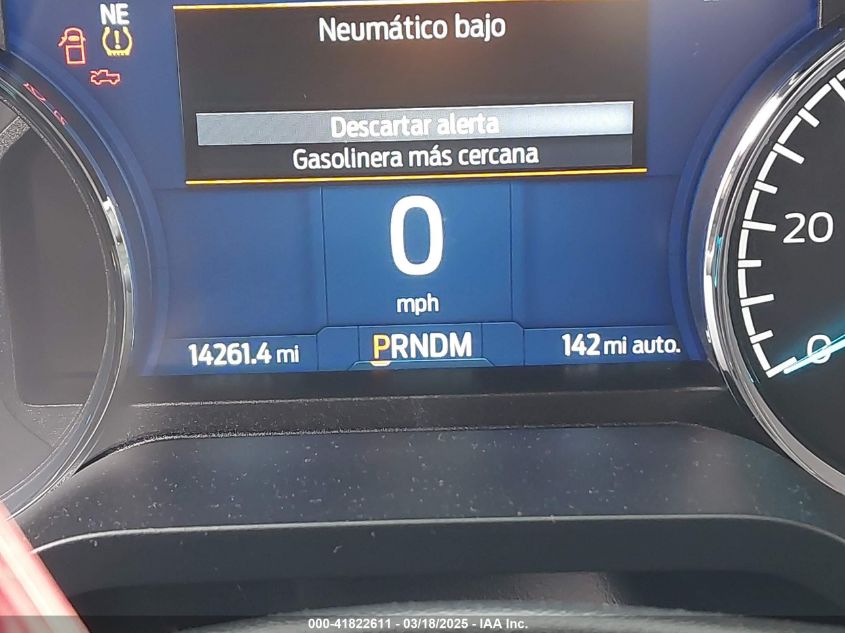 NE
Neumático bajo
Descartar alerta
Gasolinera más cercana
0
mph
14261.4 mi
PRNDM
142 mi auto.
20
0
000-41822611 - 03/18/2025 - IAA Inc.